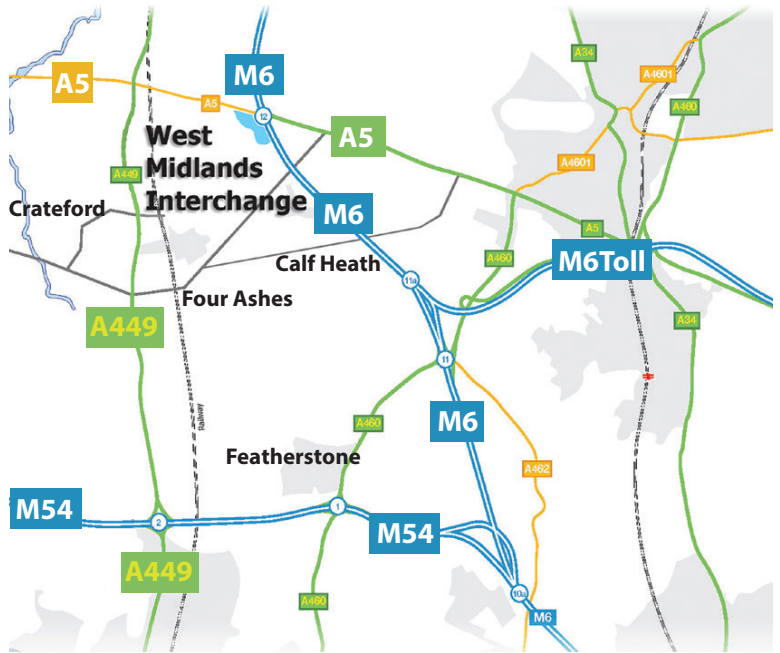 A34
A4601
M6
A5
A460
A5
12
West
Midlands
Interchange
A5
A4601
A449
M6
Crateford
A5
A460
M6Toll
Calf Heath
11a
Four Ashes
A449
A34
11
Railway
M6
A460
Featherstone
A462
M54
2
1
M54
A449
10a
A460
M6